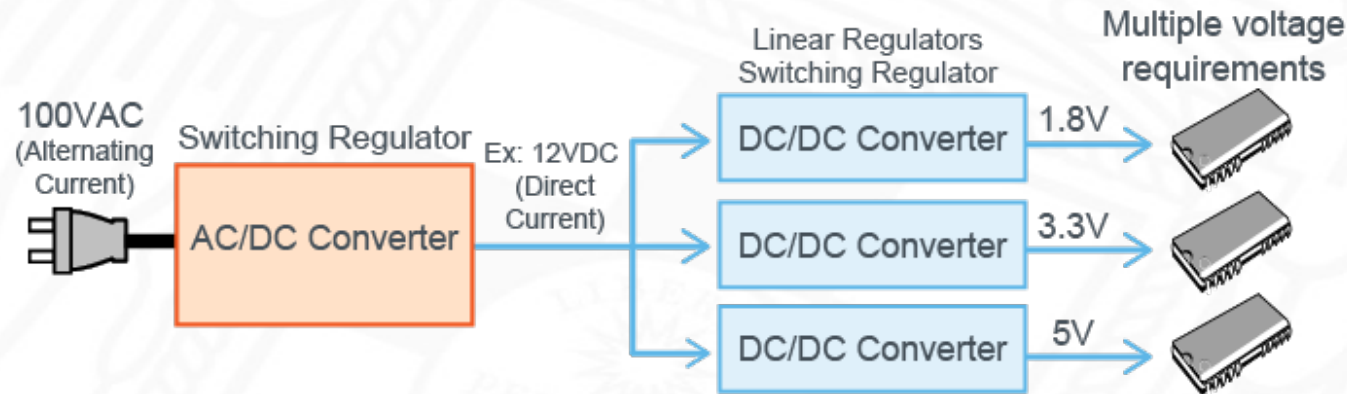 Multiple voltage
requirements
Linear Regulators
Switching Regulator
100VAC
(Alternating
Current)
Switching Regulator
AC/DC Converter
Ex: 12VDC
(Direct
Current)
DC/DC Converter
1.8V
DC/DC Converter
3.3V
DC/DC Converter
5V